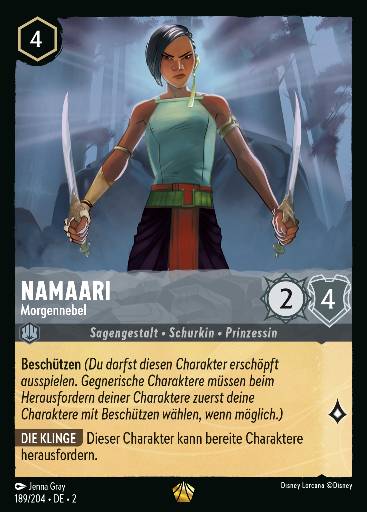 4
NAMAARI
Morgennebel
2
4
Sagengestalt • Schurkin • Prinzessin
Beschützen (Du darfst diesen Charakter erschöpft
ausspielen. Gegnerische Charaktere müssen beim
Herausfordern deiner Charaktere zuerst deine
Charaktere mit Beschützen wählen, wenn möglich.)
DIE KLINGE Dieser Charakter kann bereite Charaktere
herausfordern.
Jenna Gray
189/204 • DE • 2
Disney Lorcana ©Disney